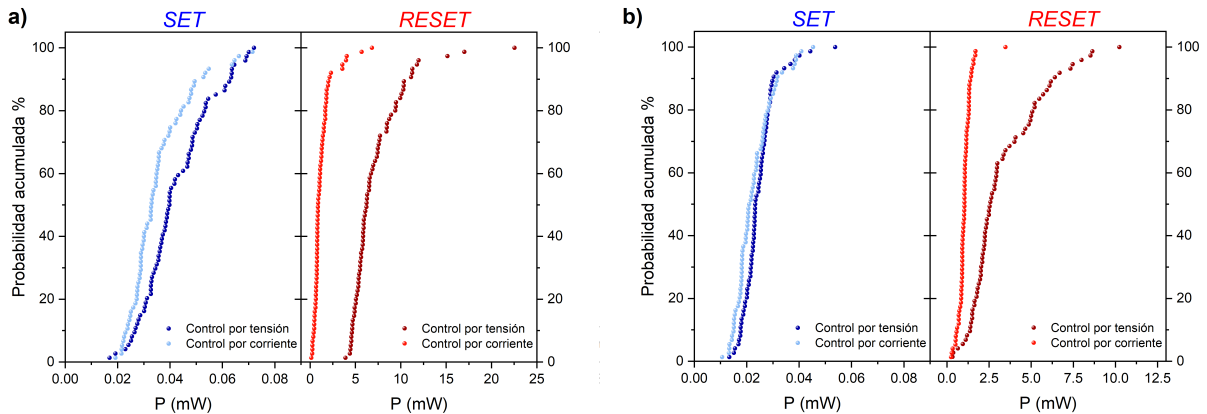 a)
SET
RESET
Probabilidad acumulada %
100
80
60
40
20
0
100
80
60
40
20
0
Control por tensión
Control por corriente
Control por tensión
Control por corriente
0.00 0.02 0.04 0.06 0.08
0 5 10 15 20 25
P (mW)
P (mW)
b)
SET
RESET
Probabilidad acumulada %
100
80
60
40
20
0
100
80
60
40
20
0
Control por tensión
Control por corriente
Control por tensión
Control por corriente
0.00 0.02 0.04 0.06 0.08
0.0 2.5 5.0 7.5 10.0 12.5
P (mW)
P (mW)